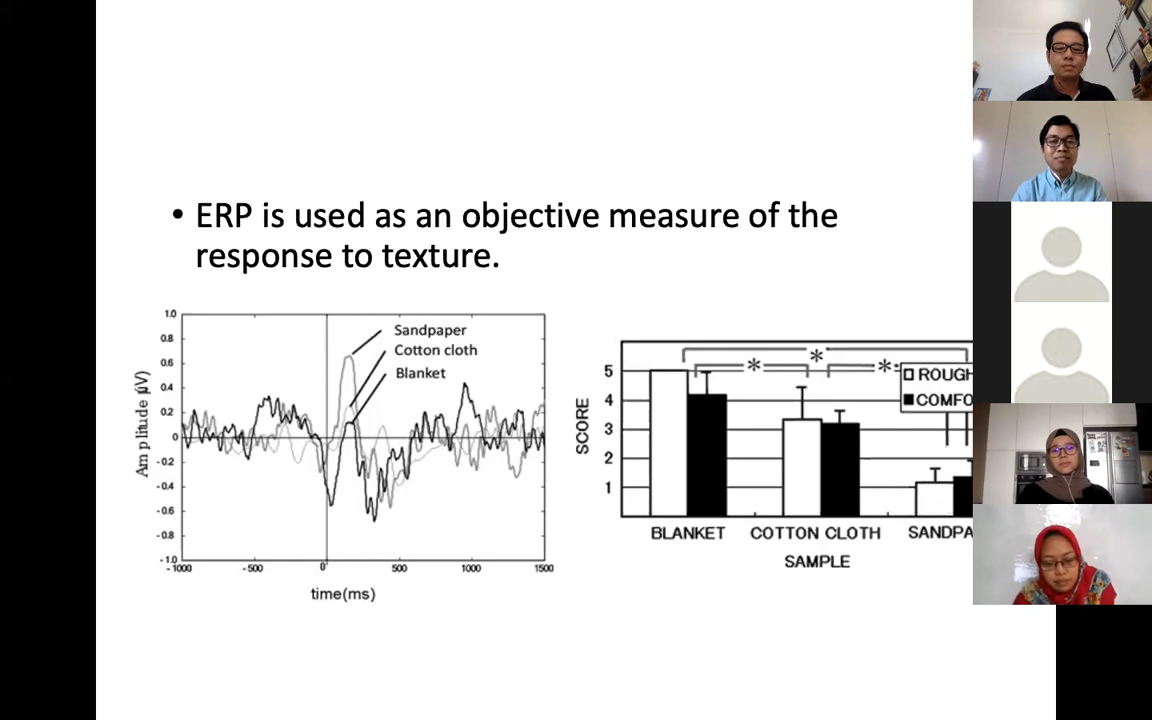 • ERP is used as an objective measure of the
response to texture.
1.0
0.8
0.6
0.4
0.2
0
-0.2
-0.4
-0.6
-0.8
-1.0
Amplitude (μV)
Sandpaper
Cotton cloth
Blanket
-1000 -500 0 500 1000 1500
time(ms)
5
4
3
2
1
SCORE
* * *
ROUGH
COMFO
BLANKET COTTON CLOTH SANDPA
SAMPLE